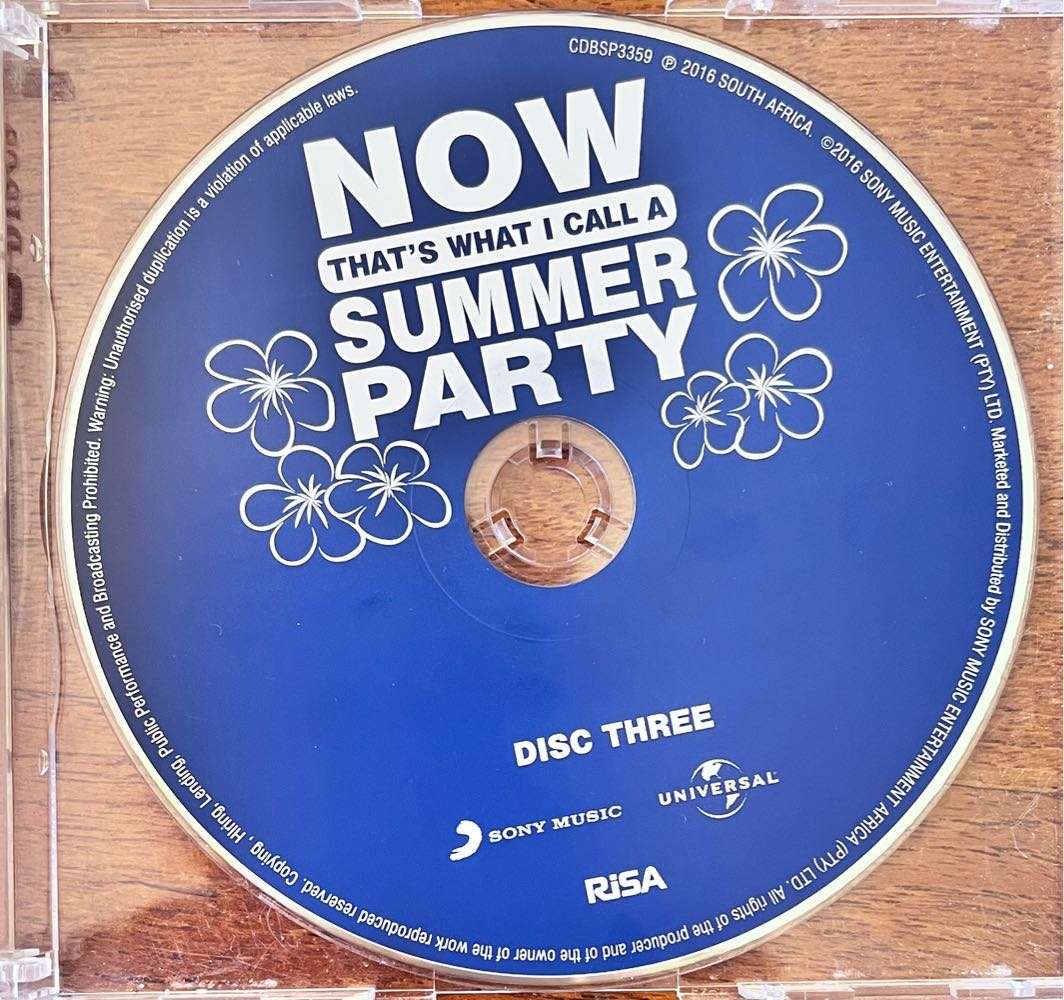 NOW
THAT'S WHAT I CALL A
SUMMER
PARTY
DISC THREE
SONY MUSIC
UNIVERSAL
RiSA
CDBSP3359 ℗ 2016 SOUTH AFRICA. ©2016 SONY MUSIC ENTERTAINMENT (PTY) LTD. Marketed and Distributed by SONY MUSIC ENTERTAINMENT AFRICA (PTY) LTD. All rights of the producer and of the owner of the work reproduced reserved. Copying, Hiring, Lending, Public Performance and Broadcasting Prohibited. Warning: Unauthorised duplication is a violation of applicable laws.